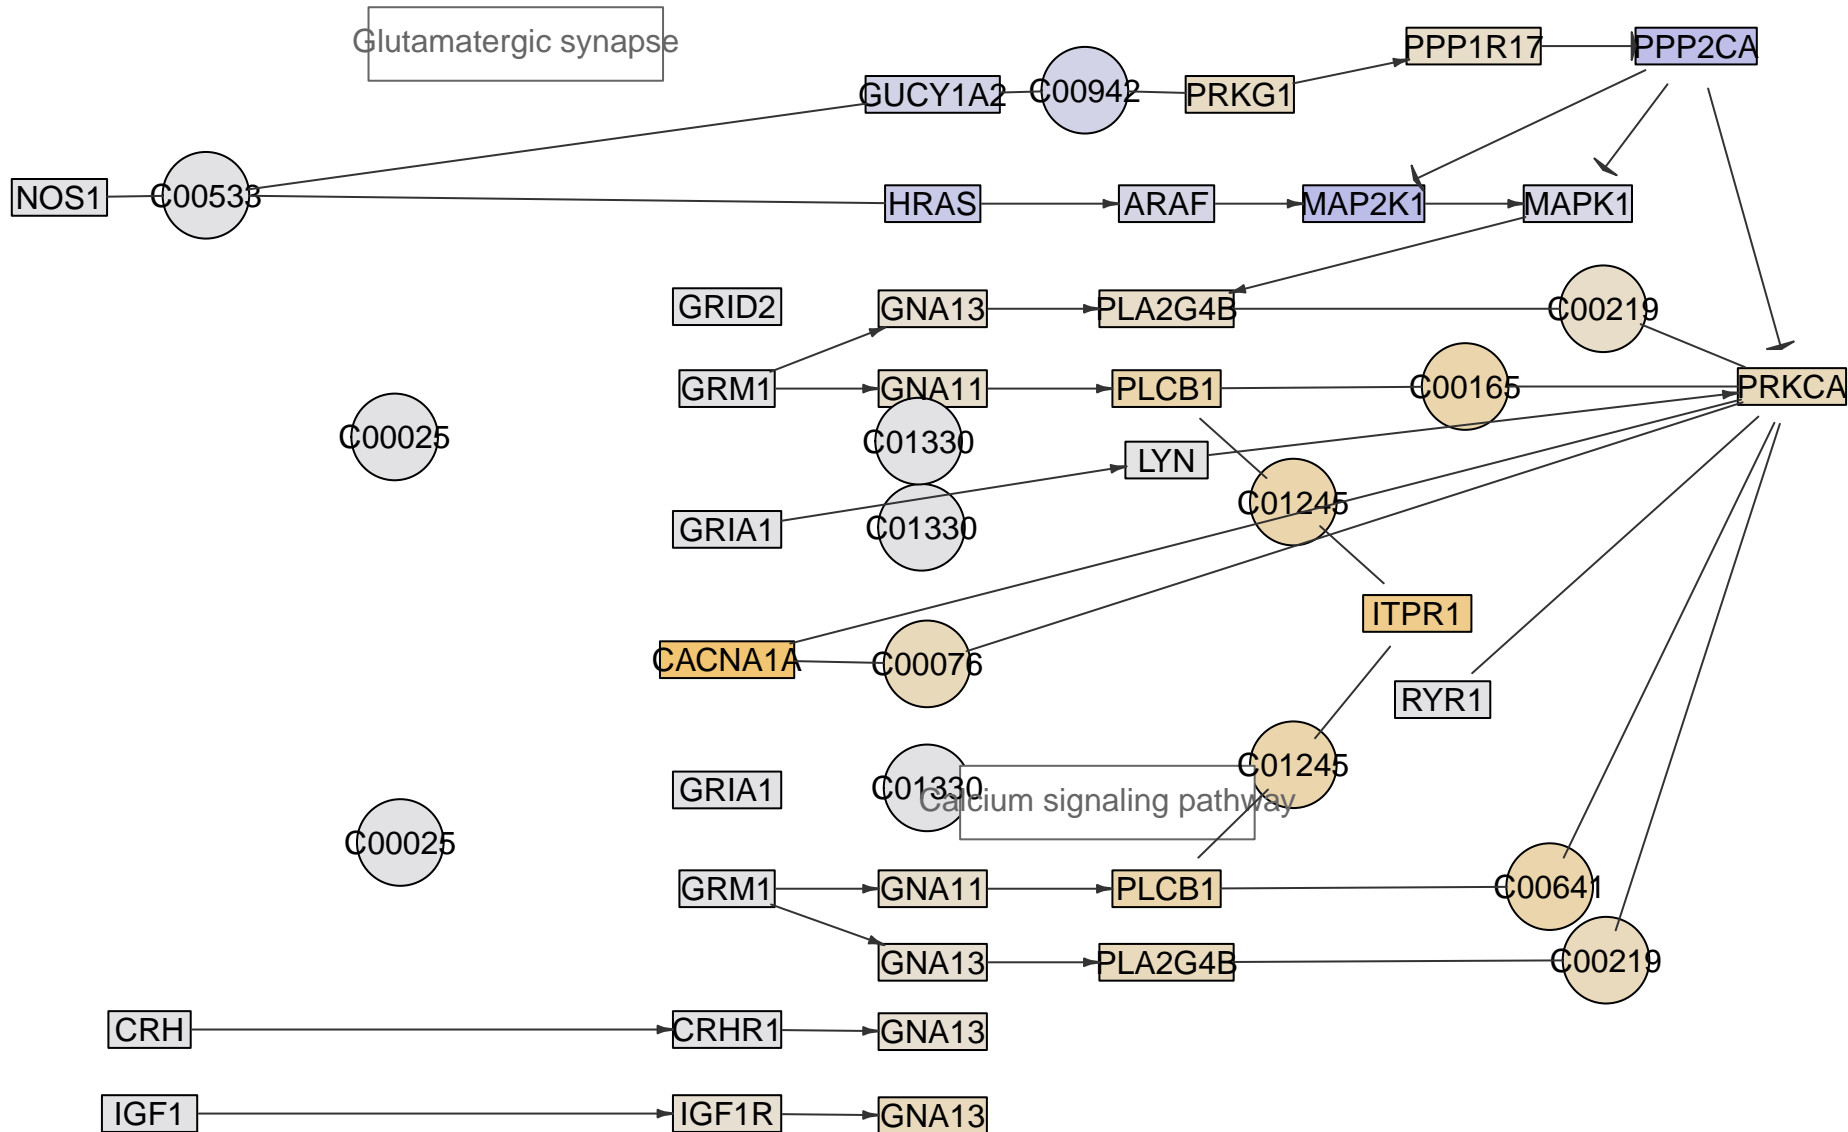 Glutamatergic synapse
PPP1R17
PPP2CA
GUCY1A2
C00942
PRKG1
NOS1
C00533
HRAS
ARAF
MAP2K1
MAPK1
GRID2
GNA13
PLA2G4B
C00219
GRM1
GNA11
PLCB1
C00165
PRKCA
C00025
C01330
LYN
C01245
GRIA1
C01330
ITPR1
CACNA1A
C00076
RYR1
C01245
GRIA1
C01330
Calcium signaling pathway
C00025
GRM1
GNA11
PLCB1
C00641
GNA13
PLA2G4B
C00219
CRH
CRHR1
GNA13
IGF1
IGF1R
GNA13